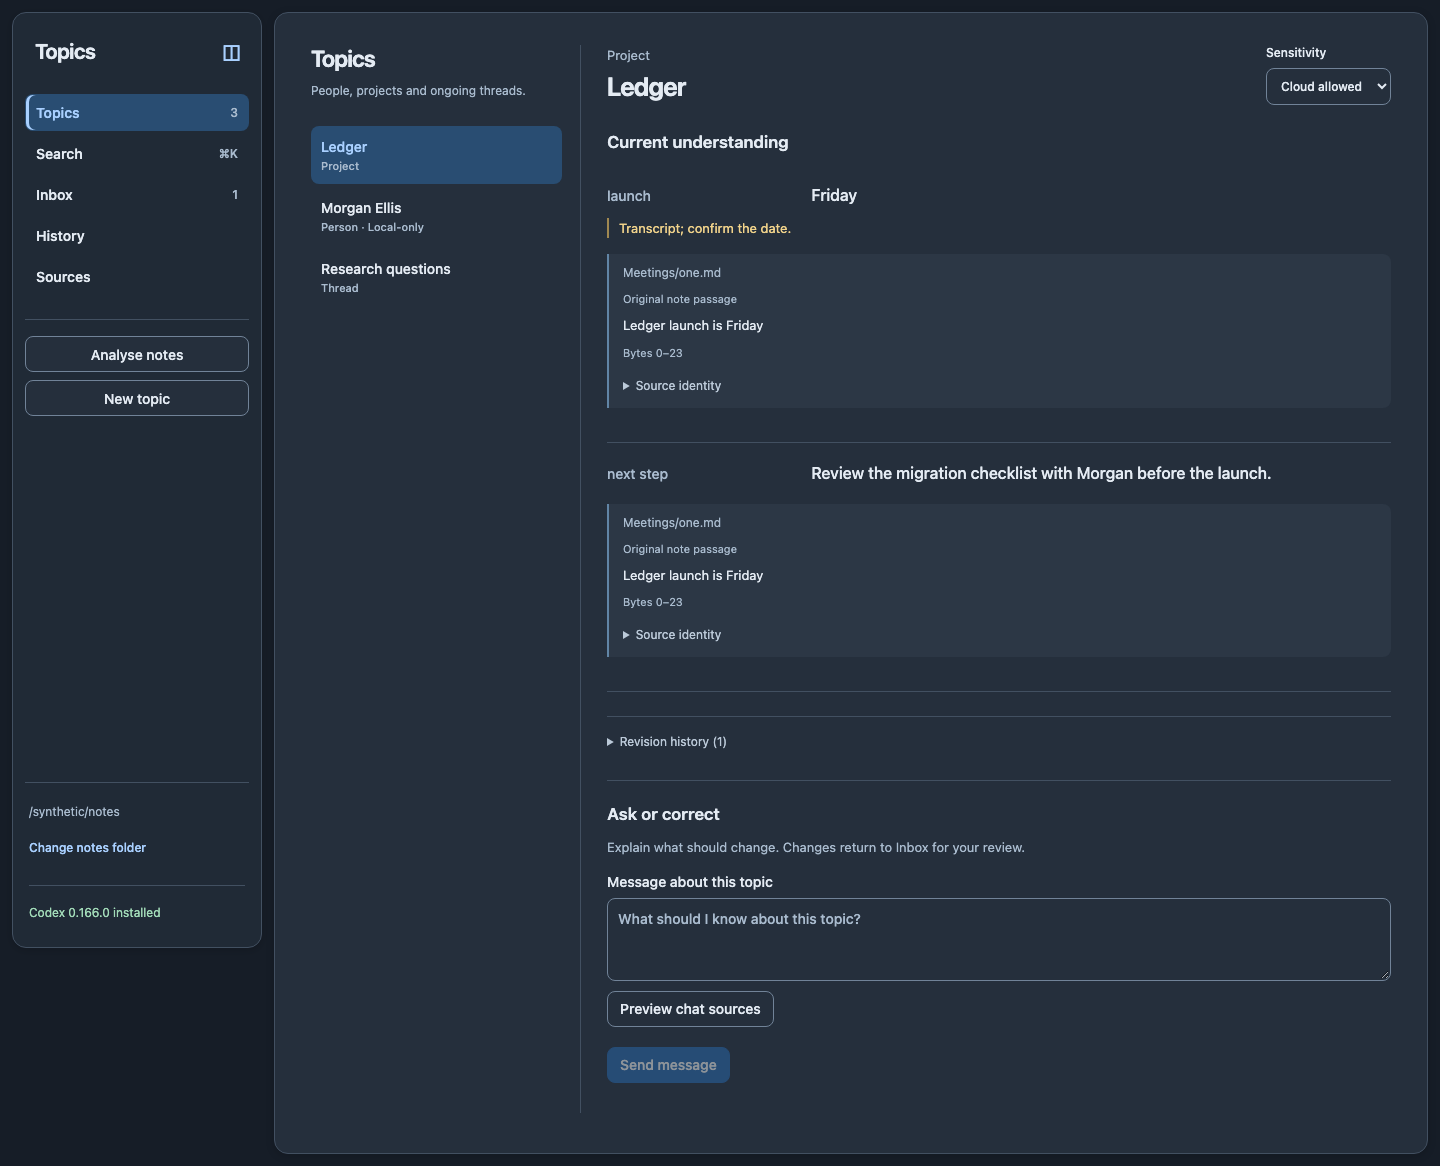 Topics
Topics 3
Search ⌘K
Inbox 1
History
Sources
Analyse notes
New topic
/synthetic/notes
Change notes folder
Codex 0.166.0 installed
Topics
People, projects and ongoing threads.
Ledger
Project
Morgan Ellis
Person · Local-only
Research questions
Thread
Project
Ledger
Sensitivity
Cloud allowed
Current understanding
launch Friday
Transcript; confirm the date.
Meetings/one.md
Original note passage
Ledger launch is Friday
Bytes 0–23
Source identity
next step Review the migration checklist with Morgan before the launch.
Meetings/one.md
Original note passage
Ledger launch is Friday
Bytes 0–23
Source identity
Revision history (1)
Ask or correct
Explain what should change. Changes return to Inbox for your review.
Message about this topic
What should I know about this topic?
Preview chat sources
Send message